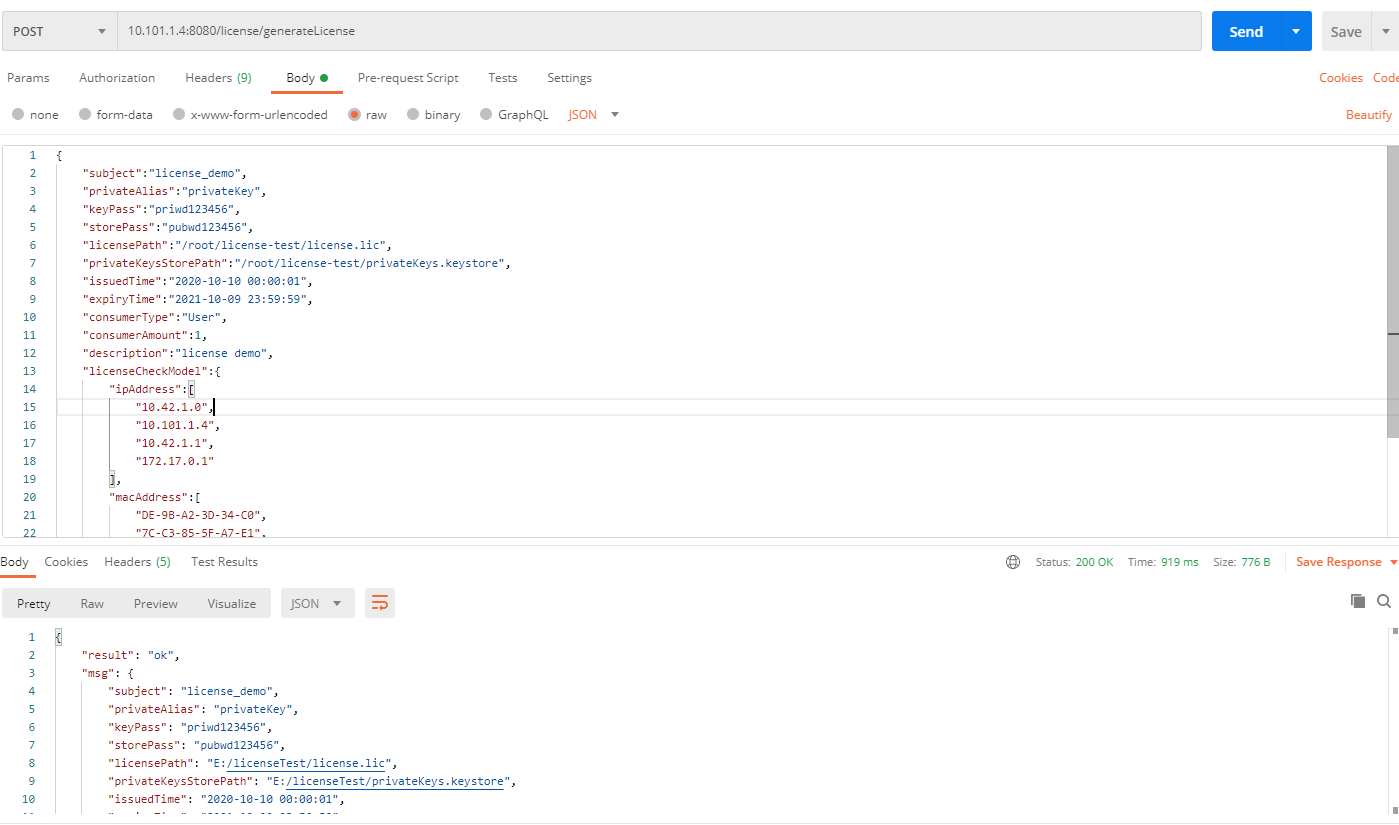 POST 10.101.1.4:8080/license/generateLicense Send Save
Params Authorization Headers (9) Body Pre-request Script Tests Settings Cookies Code
none form-data x-www-form-urlencoded raw binary GraphQL JSON Beautify
1 {
2 "subject":"license_demo",
3 "privateAlias":"privateKey",
4 "keyPass":"priwd123456",
5 "storePass":"pubwd123456",
6 "licensePath":"/root/license-test/license.lic",
7 "privateKeysStorePath":"/root/license-test/privateKeys.keystore",
8 "issuedTime":"2020-10-10 00:00:01",
9 "expiryTime":"2021-10-09 23:59:59",
10 "consumerType":"User",
11 "consumerAmount":1,
12 "description":"license demo",
13 "licenseCheckModel":{
14 "ipAddress":[
15 "10.42.1.0",
16 "10.101.1.4",
17 "10.42.1.1",
18 "172.17.0.1"
19 ],
20 "macAddress":[
21 "DE-9B-A2-3D-34-C0",
22 "7C-C3-85-5F-A7-E1",
Body Cookies Headers (5) Test Results Status: 200 OK Time: 919 ms Size: 776 B Save Response
Pretty Raw Preview Visualize JSON
1 {
2 "result": "ok",
3 "msg": {
4 "subject": "license_demo",
5 "privateAlias": "privateKey",
6 "keyPass": "priwd123456",
7 "storePass": "pubwd123456",
8 "licensePath": "E:/licenseTest/license.lic",
9 "privateKeysStorePath": "E:/licenseTest/privateKeys.keystore",
10 "issuedTime": "2020-10-10 00:00:01",